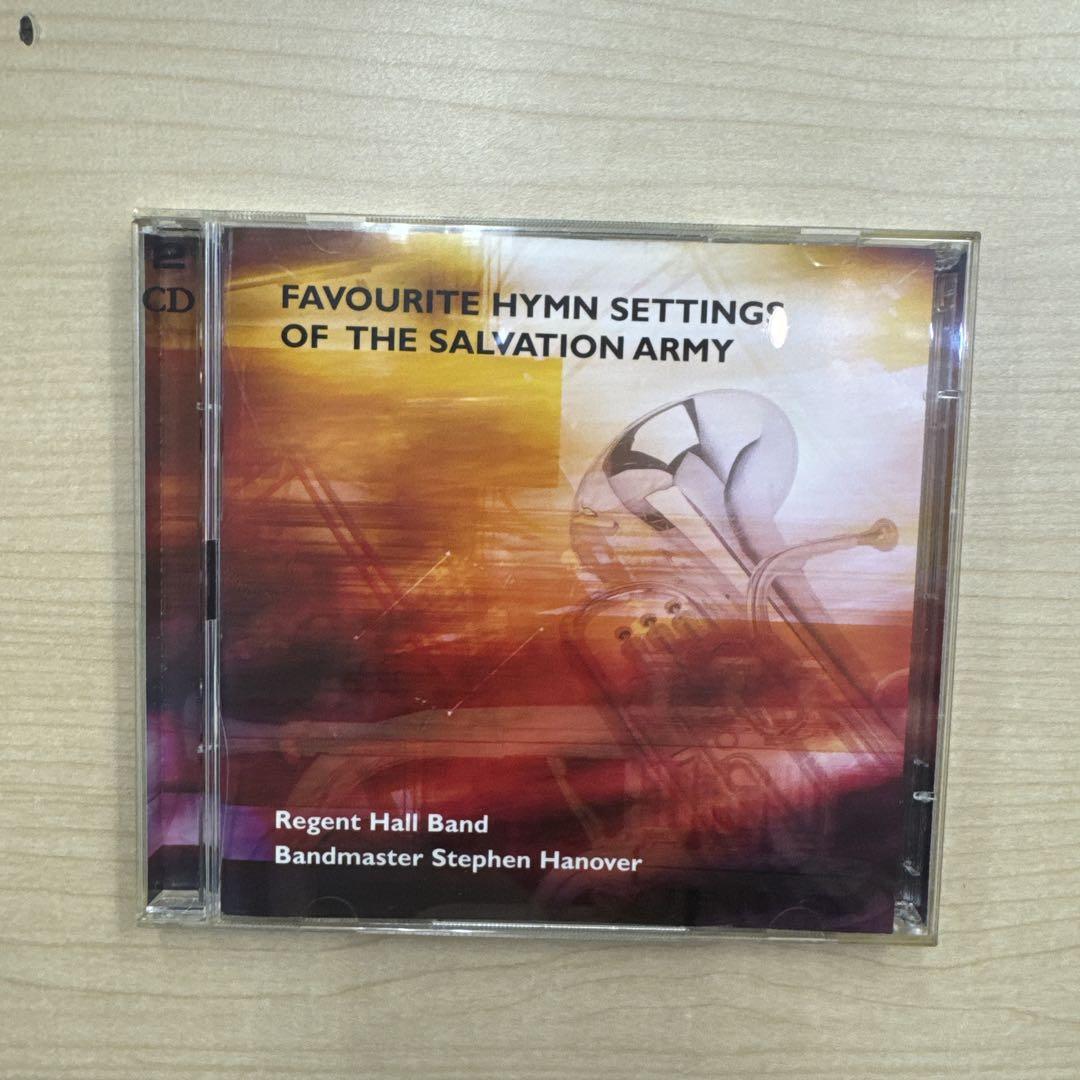 2
CD
FAVOURITE HYMN SETTINGS
OF THE SALVATION ARMY
Regent Hall Band
Bandmaster Stephen Hanover